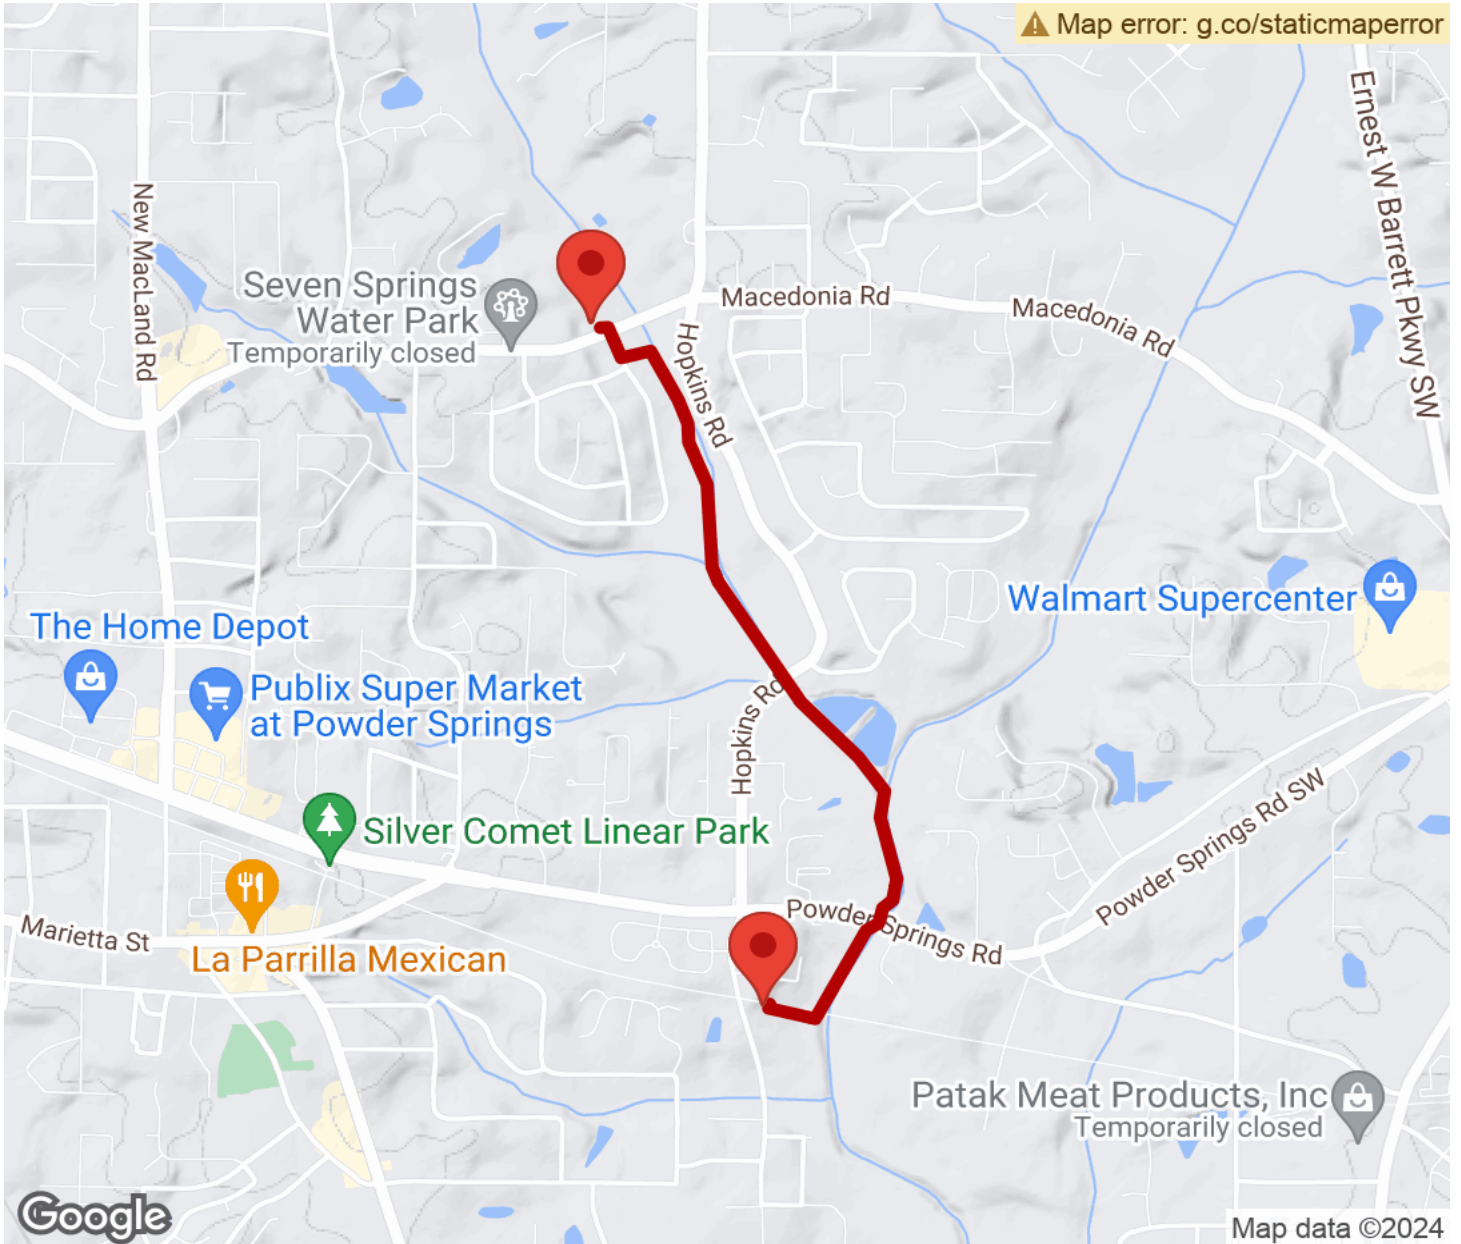 Map error: g.co/staticmaperror
Ernest W Barrett Pkwy SW
New MacLand Rd
Seven Springs
Water Park
Temporarily closed
Macedonia Rd
Macedonia Rd
Hopkins Rd
Walmart Supercenter
The Home Depot
Publix Super Market
at Powder Springs
Hopkins Rd
Silver Comet Linear Park
Powder Springs Rd SW
Marietta St
La Parrilla Mexican
Powder Springs Rd
Patak Meat Products, Inc
Temporarily closed
Google
Map data ©2024